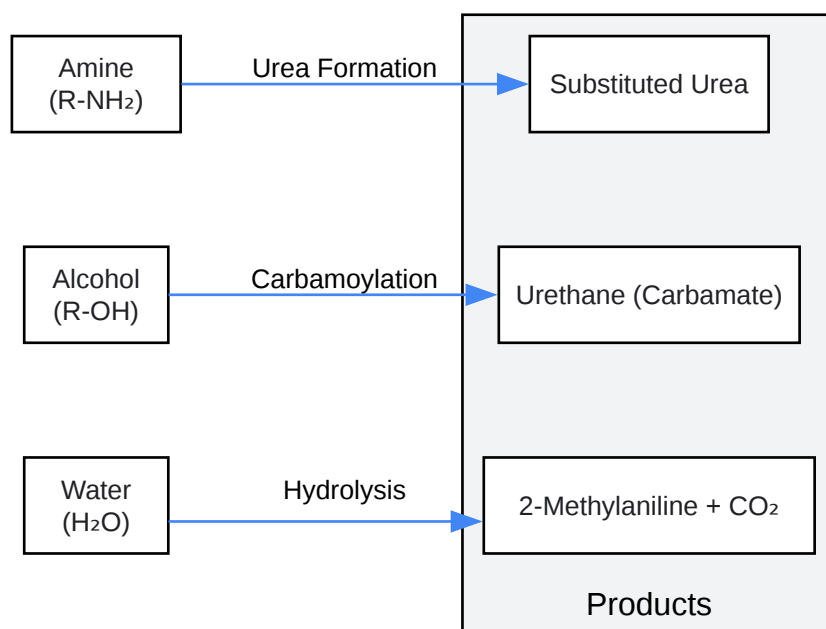 Amine
(R-NH₂)
Urea Formation
Substituted Urea
Alcohol
(R-OH)
Carbamoylation
Urethane (Carbamate)
Water
(H₂O)
Hydrolysis
2-Methylaniline + CO₂
Products